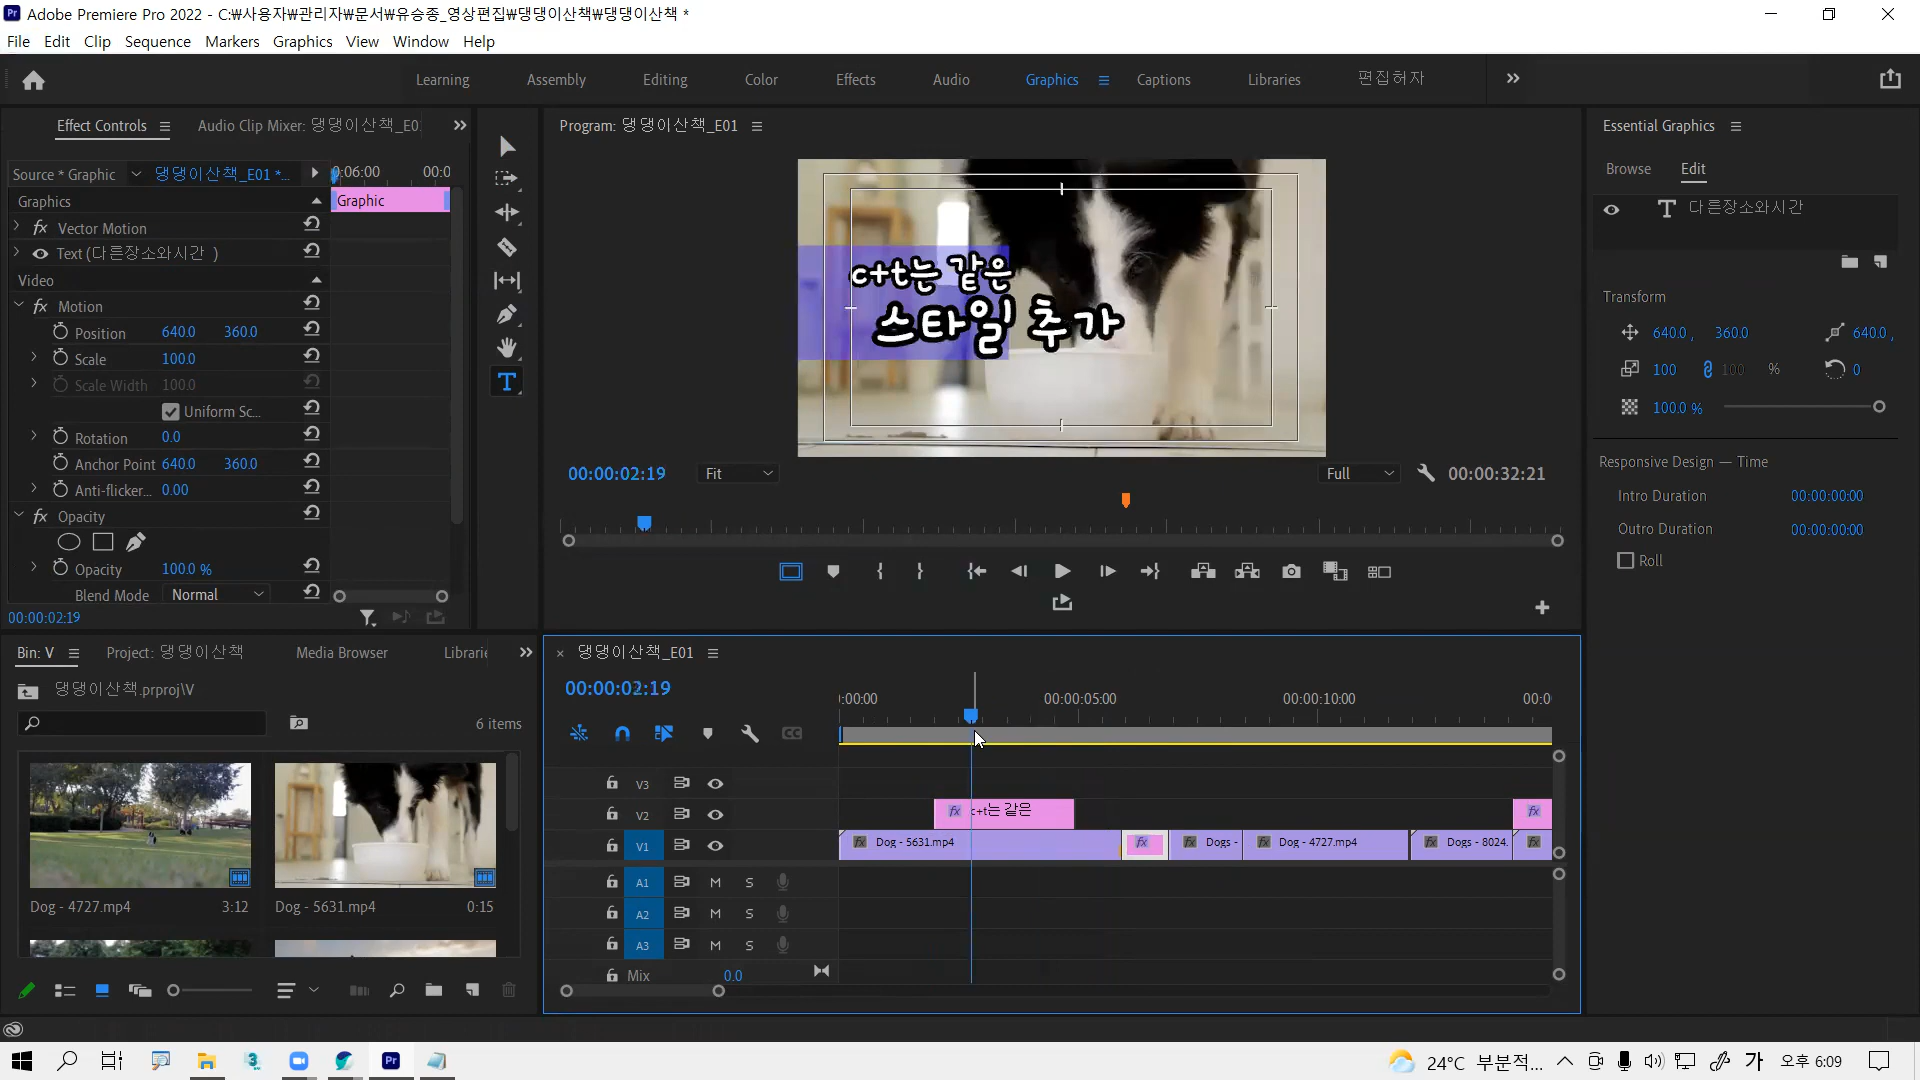 Adobe Premiere Pro 2022 - C:₩사용자₩관리자₩문서₩유승종_영상편집₩댕댕이산책₩댕댕이산책 *
File Edit Clip Sequence Markers Graphics View Window Help
Learning Assembly Editing Color Effects Audio Graphics Captions Libraries 편집허자
Effect Controls Audio Clip Mixer: 댕댕이산책_E0
Program: 댕댕이산책_E01
Essential Graphics
Source * Graphic 댕댕이산책_E01 *... 0:06:00 00:0
Browse Edit
Graphics Graphic
다른장소와시간
Vector Motion
Text (다른장소와시간 )
Video
Motion
Position 640.0 360.0
Scale 100.0
Scale Width 100.0
Uniform Sc...
Rotation 0.0
Anchor Point 640.0 360.0
Anti-flicker... 0.00
Opacity
Opacity 100.0 %
Blend Mode Normal
00:00:02:19
c+t는 같은
스타일 추가
00:00:02:19 Fit Full 00:00:32:21
Transform
640.0 , 360.0 640.0 ,
100 100 % 0
100.0 %
Responsive Design — Time
Intro Duration 00:00:00:00
Outro Duration 00:00:00:00
Roll
Bin: V Project: 댕댕이산책 Media Browser Librarie
댕댕이산책.prproj\V
6 items
Dog - 4727.mp4 3:12
Dog - 5631.mp4 0:15
댕댕이산책_E01
00:00:02:19
:00:00 00:00:05:00 00:00:10:00 00:0
V3
V2 fx c+t는 같은 fx
V1 fx Dog - 5631.mp4 fx fx Dogs - fx Dog - 4727.mp4 fx Dogs - 8024. fx
A1 M S
A2 M S
A3 M S
Mix 0.0
24°C 부분적... 가 오후 6:09